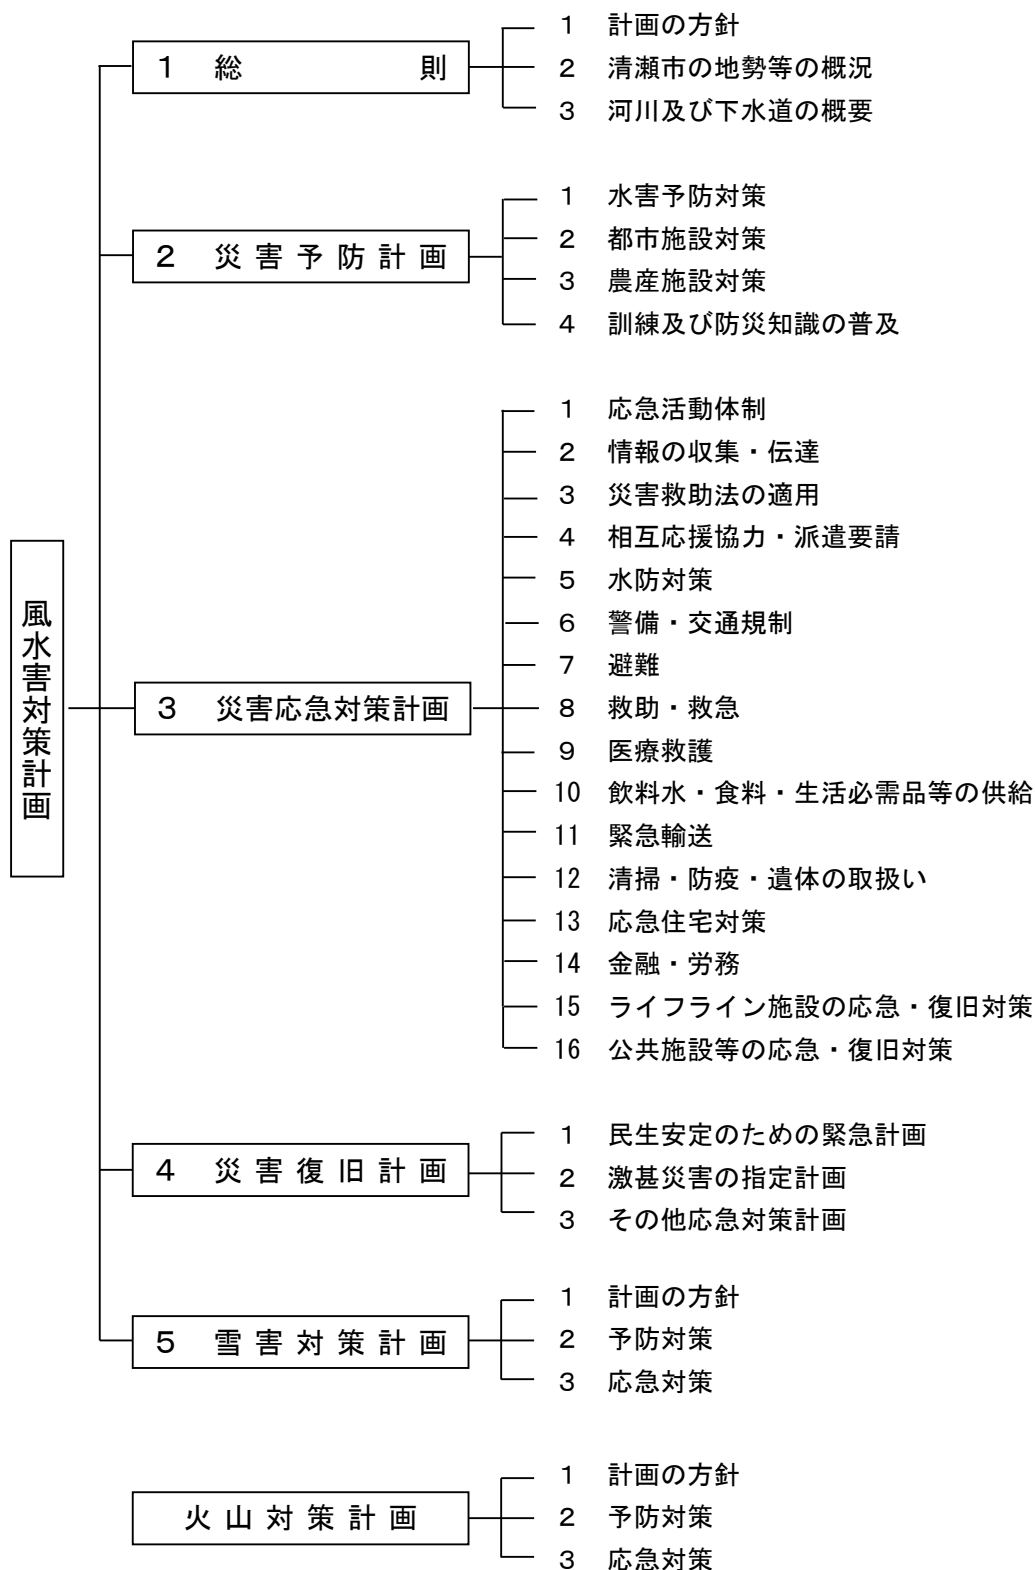 風水害対策計画
1 総 則
1 計画の方針
2 清瀬市の地勢等の概況
3 河川及び下水道の概要
2 災害予防計画
1 水害予防対策
2 都市施設対策
3 農産施設対策
4 訓練及び防災知識の普及
3 災害応急対策計画
1 応急活動体制
2 情報の収集・伝達
3 災害救助法の適用
4 相互応援協力・派遣要請
5 水防対策
6 警備・交通規制
7 避難
8 救助・救急
9 医療救護
10 飲料水・食料・生活必需品等の供給
11 緊急輸送
12 清掃・防疫・遺体の取扱い
13 応急住宅対策
14 金融・労務
15 ライフライン施設の応急・復旧対策
16 公共施設等の応急・復旧対策
4 災害復旧計画
1 民生安定のための緊急計画
2 激甚災害の指定計画
3 その他応急対策計画
5 雪害対策計画
1 計画の方針
2 予防対策
3 応急対策
火山対策計画
1 計画の方針
2 予防対策
3 応急対策